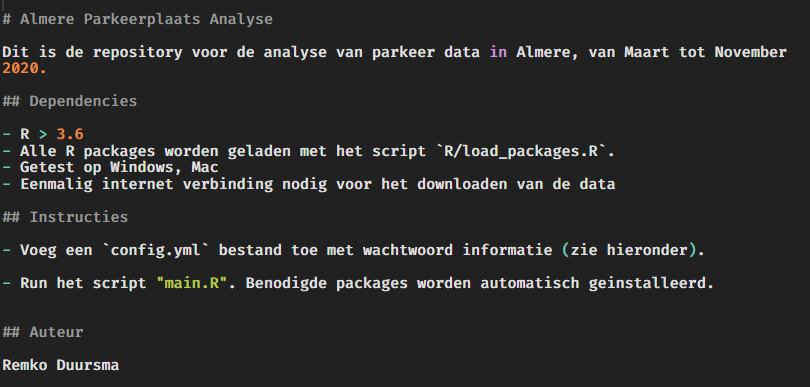 # Almere Parkeerplaats Analyse
Dit is de repository voor de analyse van parkeer data in Almere, van Maart tot November
2020.
## Dependencies
- R > 3.6
- Alle R packages worden geladen met het script `R/load_packages.R`.
- Getest op Windows, Mac
- Eenmalig internet verbinding nodig voor het downloaden van de data
## Instructies
- Voeg een `config.yml` bestand toe met wachtwoord informatie (zie hieronder).
- Run het script "main.R". Benodigde packages worden automatisch geinstalleerd.
## Auteur
Remko Duursma